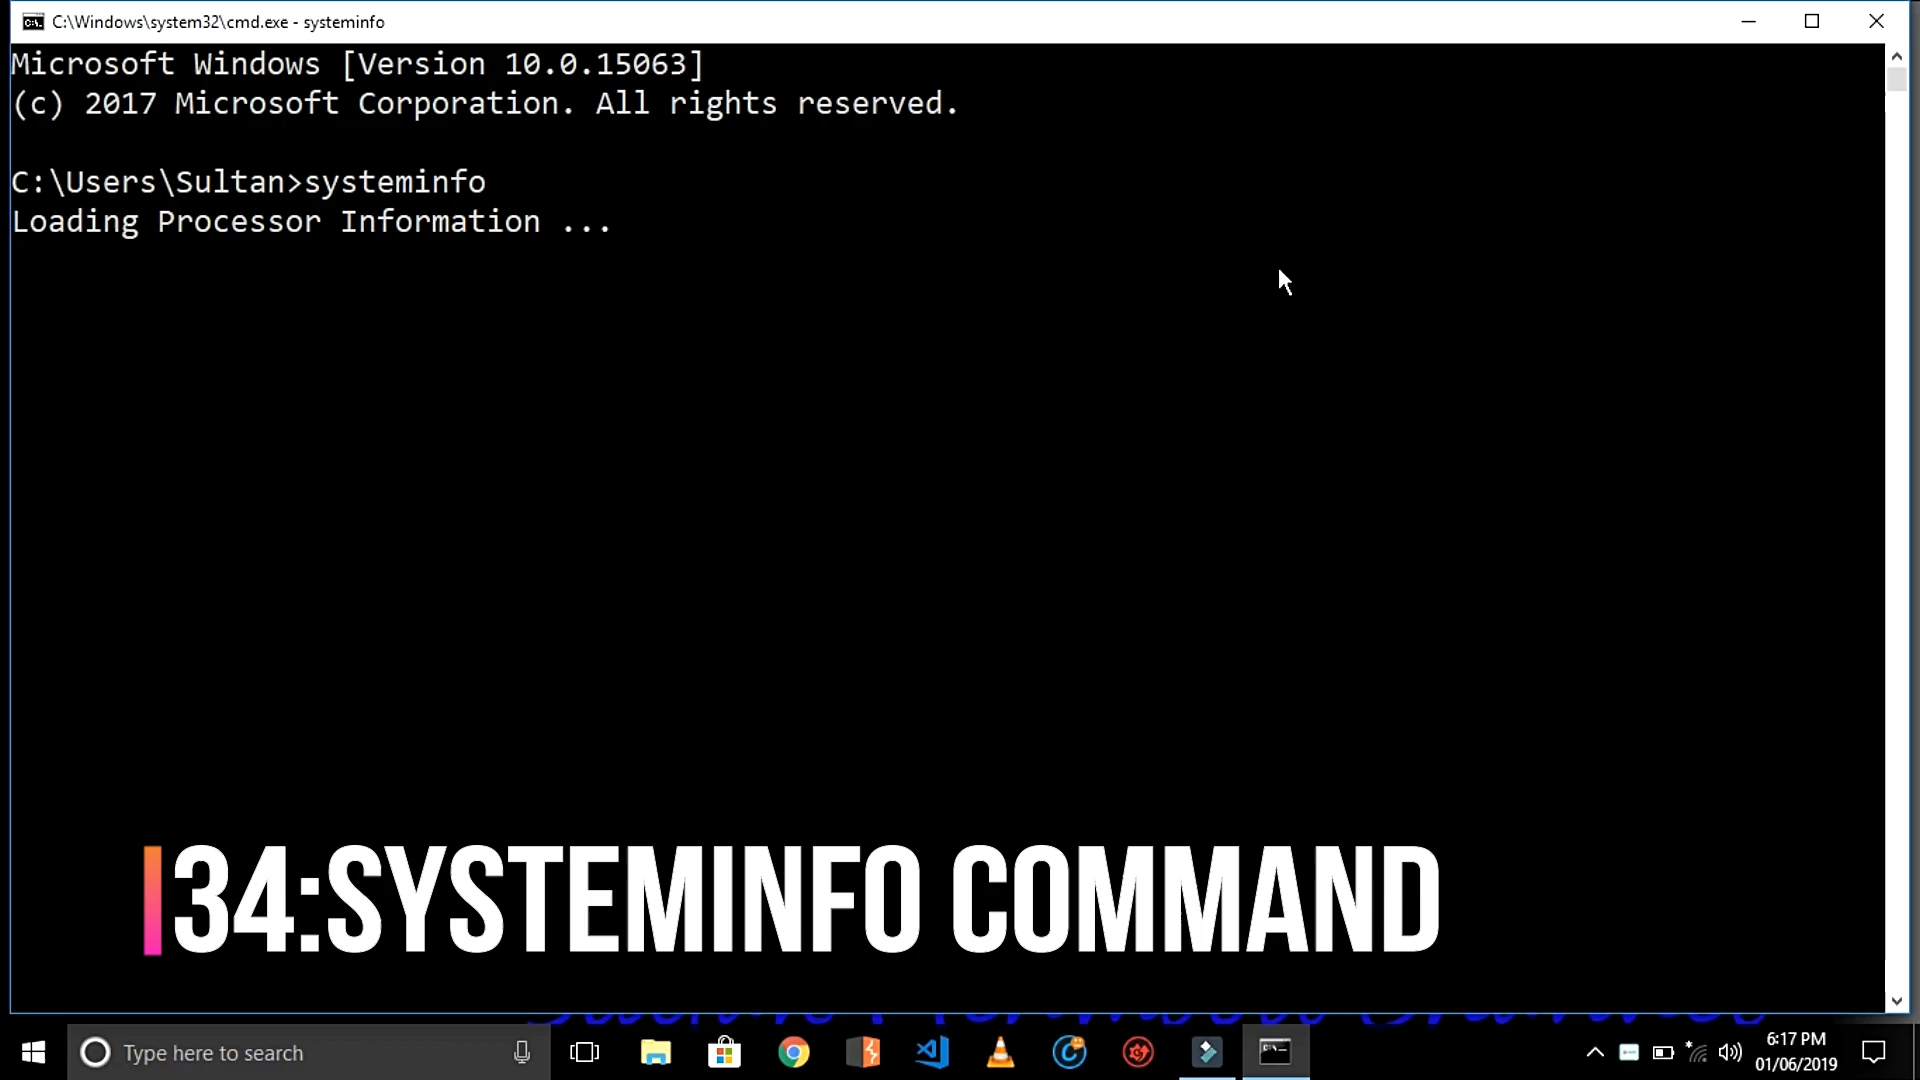 C:\Windows\system32\cmd.exe - systeminfo
Microsoft Windows [Version 10.0.15063]
(c) 2017 Microsoft Corporation. All rights reserved.
C:\Users\Sultan>systeminfo
Loading Processor Information ...
34:SYSTEMINFO COMMAND
Type here to search
6:17 PM
01/06/2019